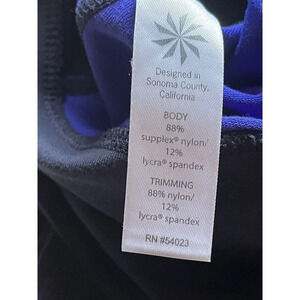 Designed in
Sonoma County,
California
BODY
88%
supplex® nylon/
12%
lycra® spandex
TRIMMING
88% nylon/
12%
lycra® spandex
RN #54023